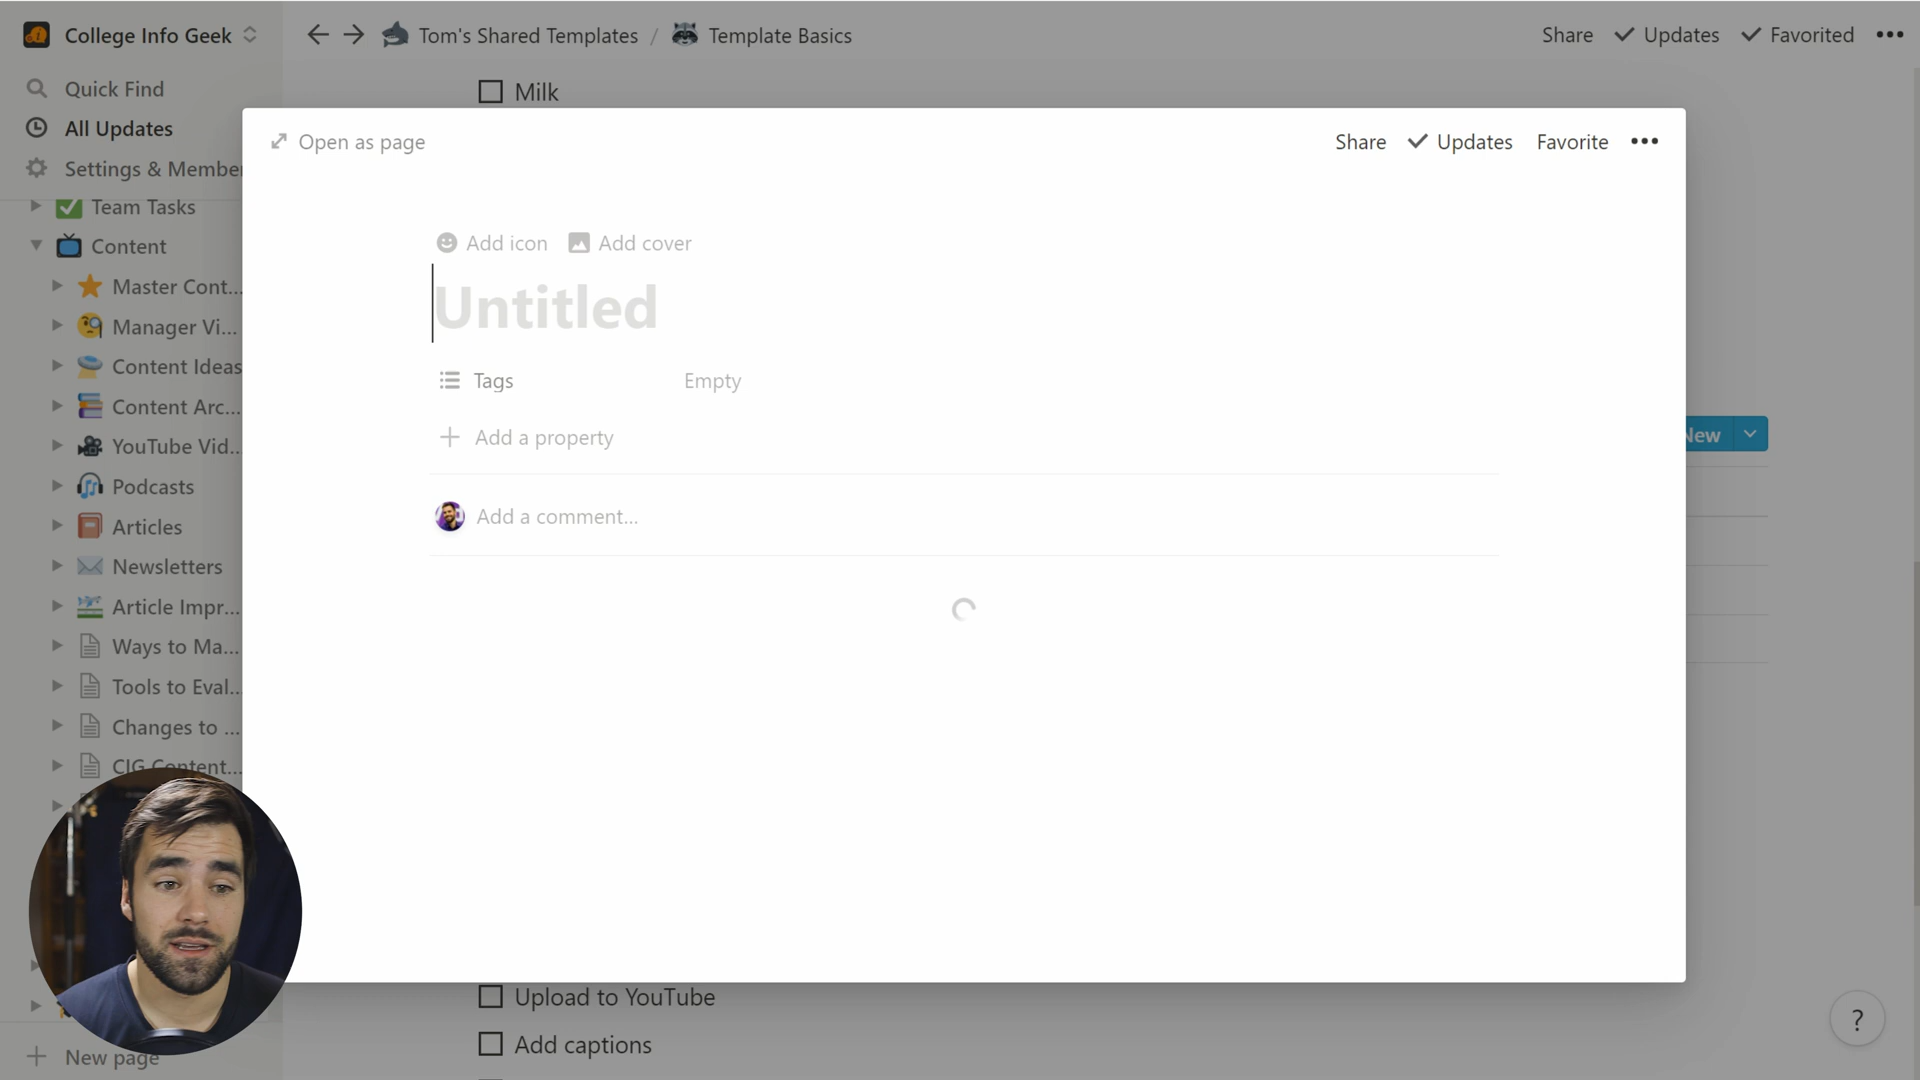 College Info Geek
Tom's Shared Templates / Template Basics
Share
Updates
Favorited
Quick Find
All Updates
Settings & Member
Team Tasks
Content
Master Cont...
Manager Vi...
Content Ideas
Content Arc...
YouTube Vid...
Podcasts
Articles
Newsletters
Article Impr...
Ways to Ma...
Tools to Eval...
Changes to ...
CIG Content...
New page
Milk
Open as page
Share
Updates
Favorite
Add icon
Add cover
Untitled
Tags
Empty
Add a property
Add a comment...
New
Upload to YouTube
Add captions
?